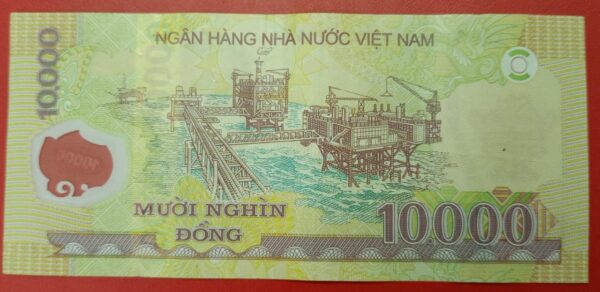 NGÂN HÀNG NHÀ NƯỚC VIỆT NAM
10.000
10000
MƯỜI NGHÌN
ĐỒNG
10000